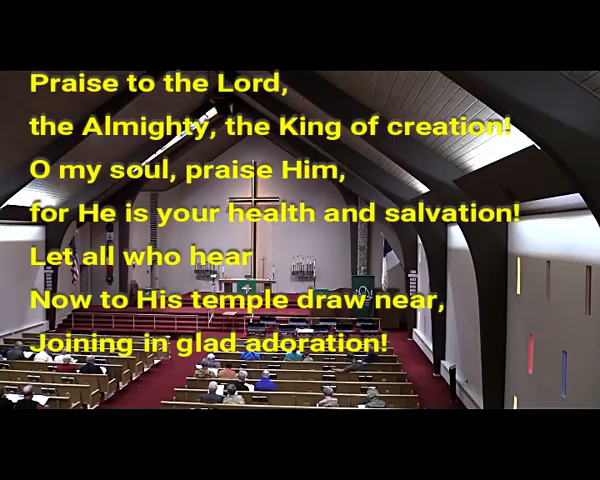 Praise to the Lord,
the Almighty, the King of creation!
O my soul, praise Him,
for He is your health and salvation!
Let all who hear
Now to His temple draw near,
Joining in glad adoration!